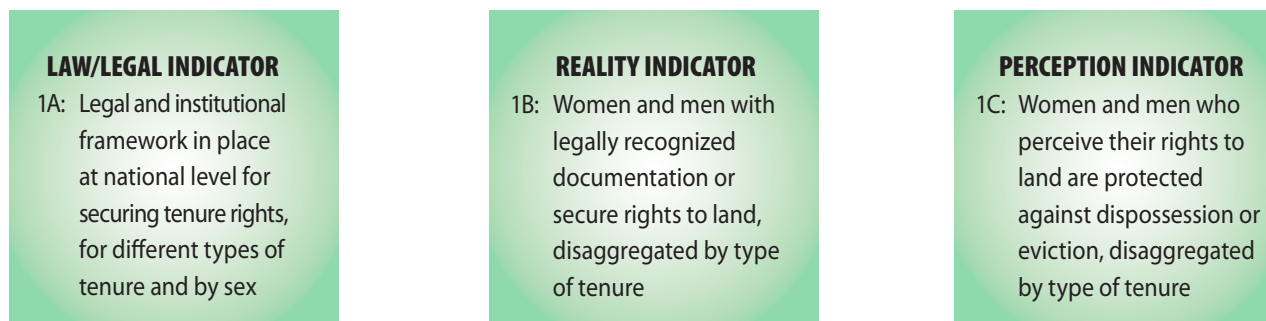 LAW/LEGAL INDICATOR
1A: Legal and institutional
framework in place
at national level for
securing tenure rights,
for different types of
tenure and by sex
REALITY INDICATOR
1B: Women and men with
legally recognized
documentation or
secure rights to land,
disaggregated by type
of tenure
PERCEPTION INDICATOR
1C: Women and men who
perceive their rights to
land are protected
against dispossession or
eviction, disaggregated
by type of tenure